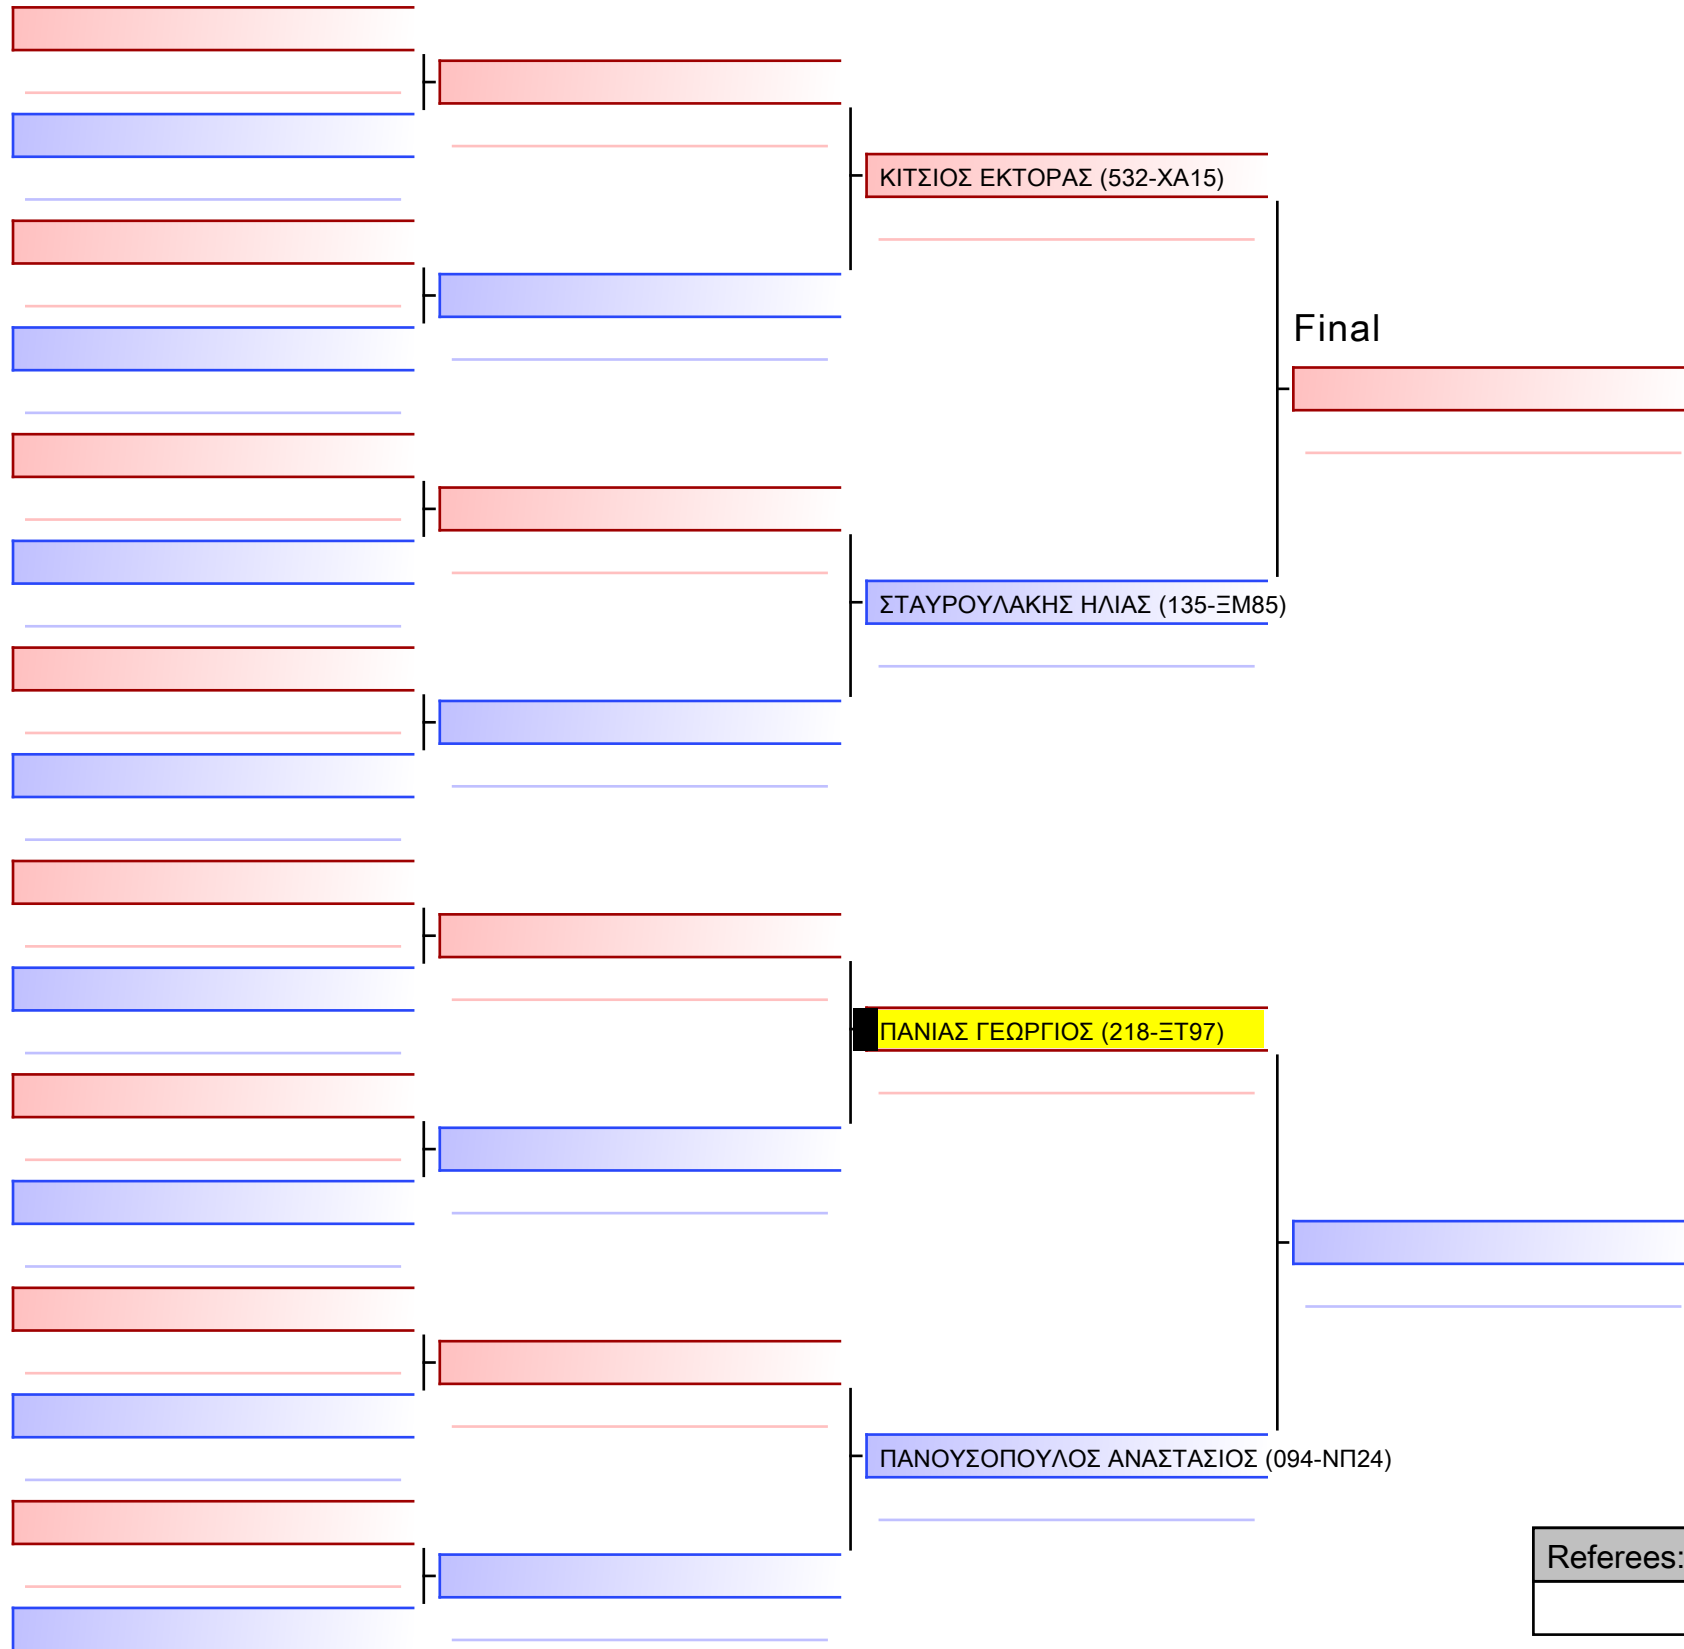 ΚΙΤΣΙΟΣ ΕΚΤΟΡΑΣ (532-ΧΑ15)
Final
ΣΤΑΥΡΟΥΛΑΚΗΣ ΗΛΙΑΣ (135-ΞΜ85)
ΠΑΝΙΑΣ ΓΕΩΡΓΙΟΣ (218-ΞΤ97)
ΠΑΝΟΥΣΟΠΟΥΛΟΣ ΑΝΑΣΤΑΣΙΟΣ (094-ΝΠ24)
Referees: